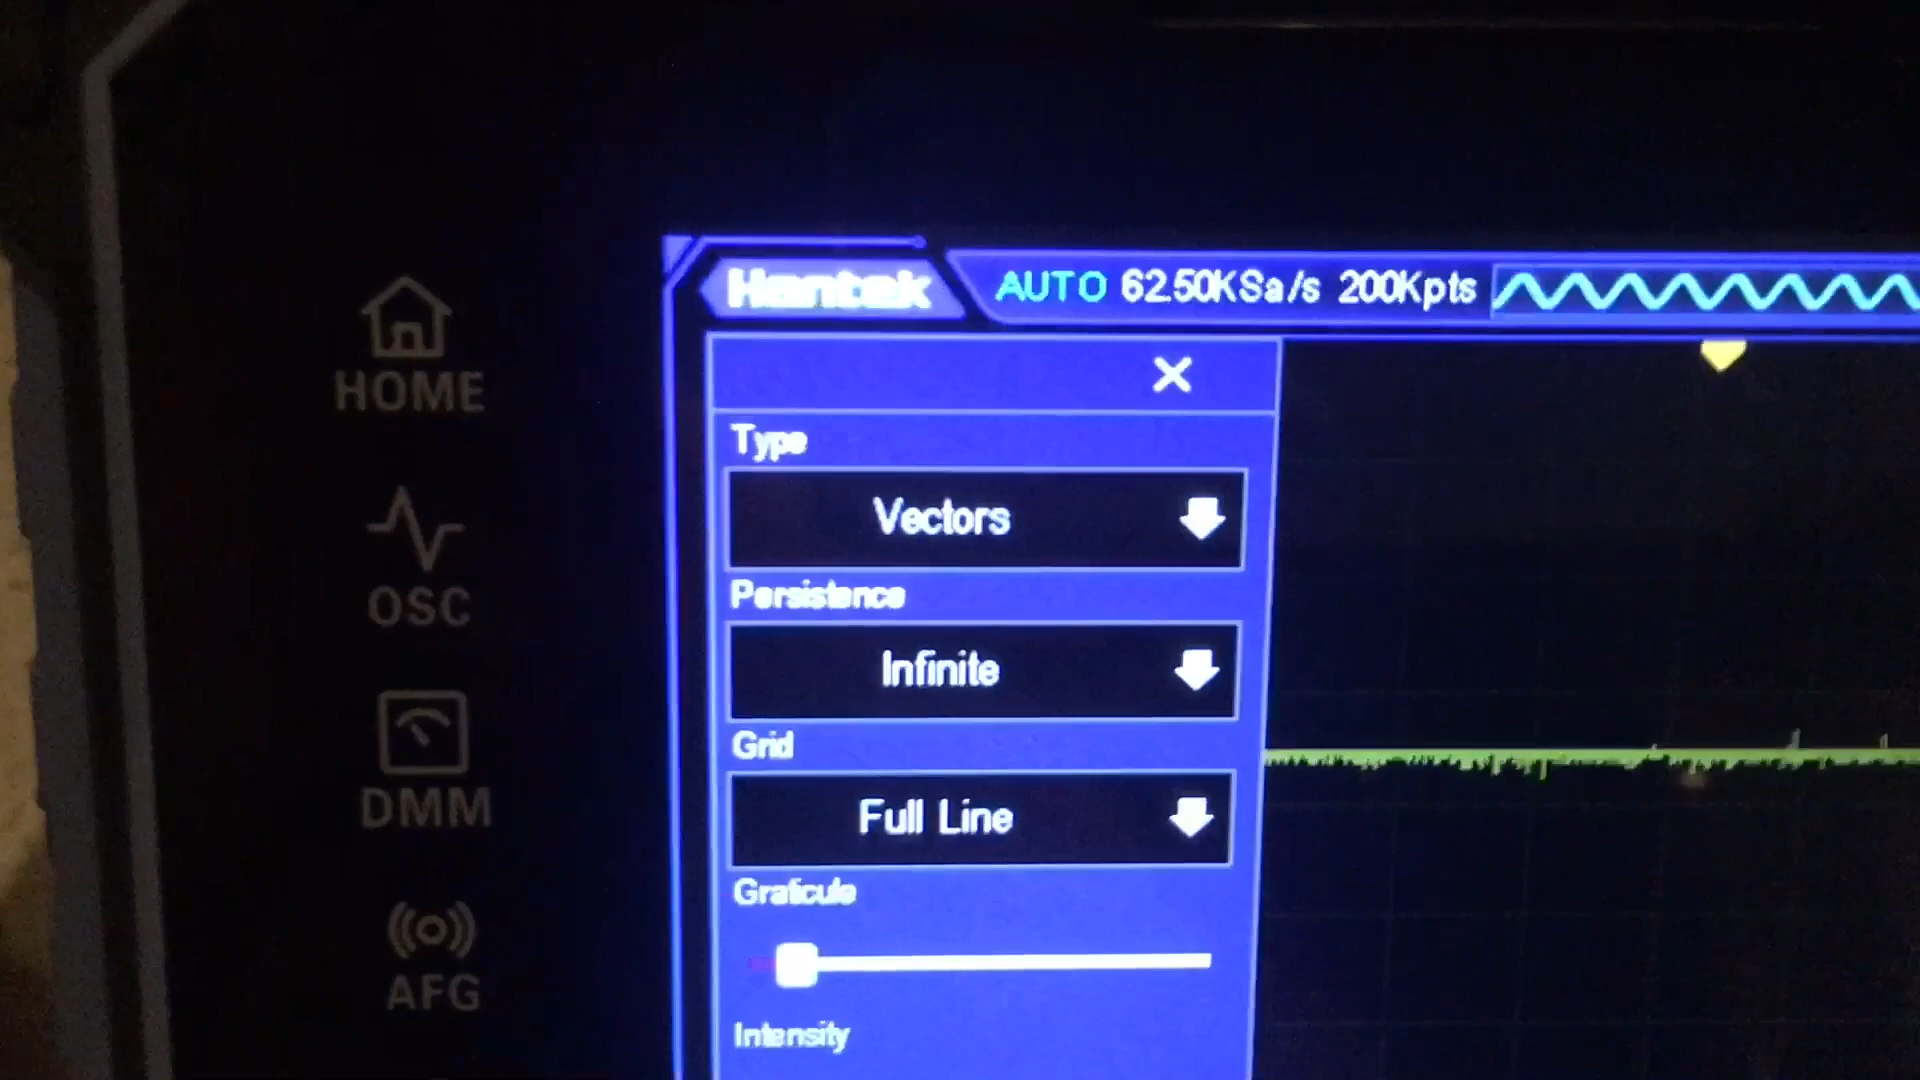 Hantek AUTO 62.50KSa/s 200Kpts
HOME
OSC
DMM
AFG
Type
Vectors
Persistence
Infinite
Grid
Full Line
Graticule
Intensity